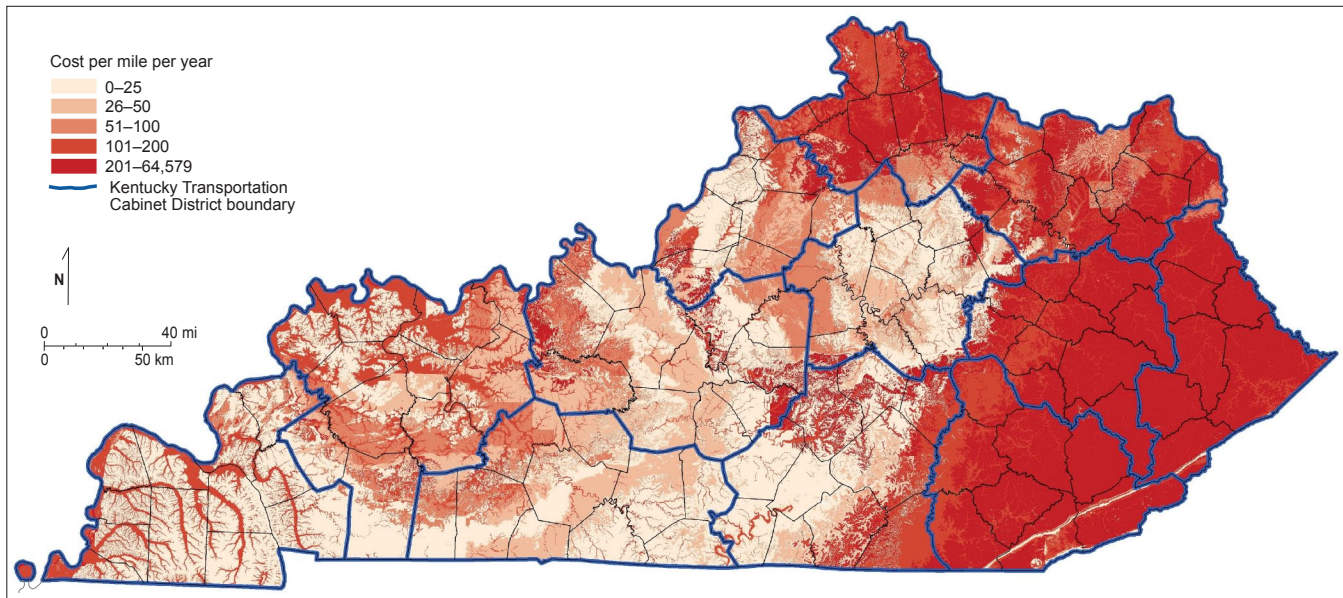 Cost per mile per year
0–25
26–50
51–100
101–200
201–64,579
Kentucky Transportation
Cabinet District boundary
N
0 40 mi
0 50 km